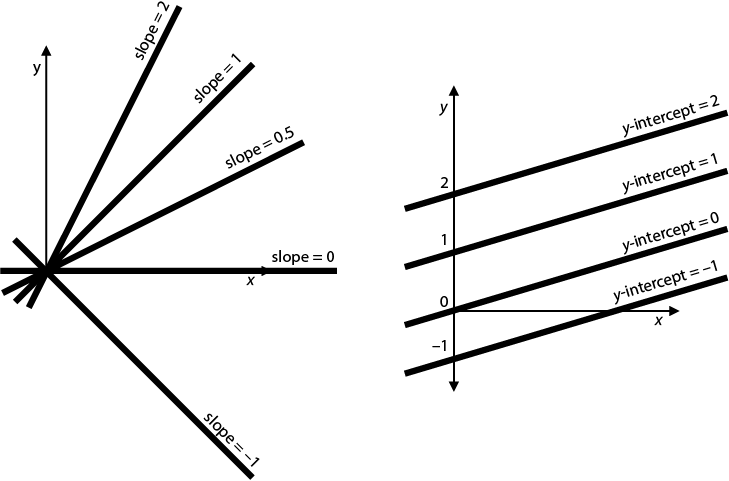 y
slope = 2
slope = 1
slope = 0.5
slope = 0
x
slope = –1
y
y-intercept = 2
2
y-intercept = 1
1
y-intercept = 0
0
y-intercept = –1
x
–1